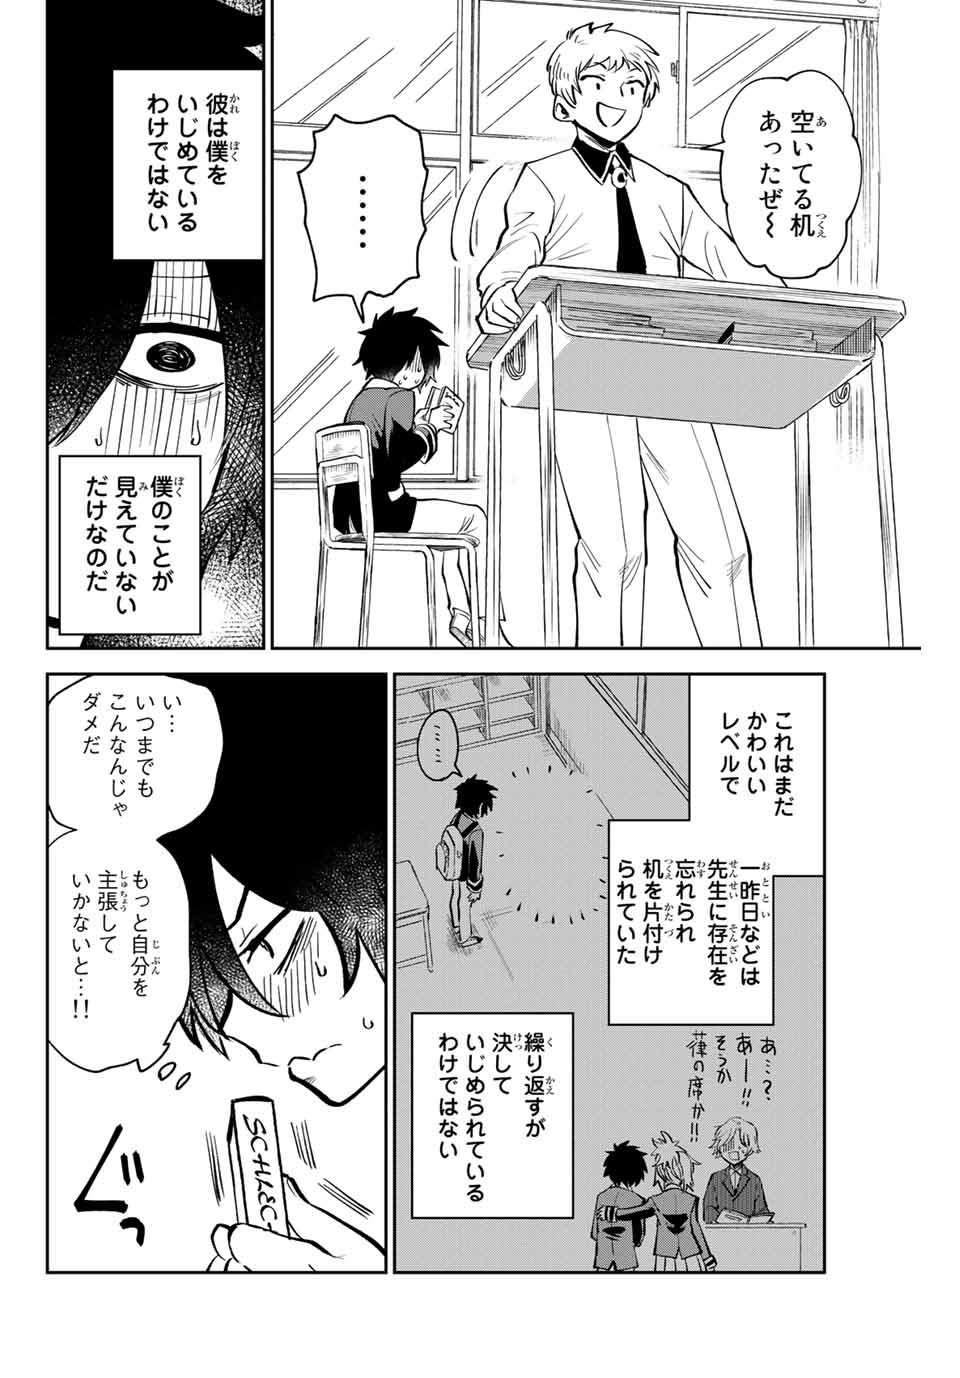 空いてる机
あったぜ〜
……
彼は僕を
いじめている
わけではない
僕のことが
見えていない
だけなのだ
これはまだ
かわいい
レベルで
一昨日などは
先生に存在を
忘れられ
机を片付け
られていた
……
あ…?
あー!!
そうか
葎の席か!!
繰り返すが
決して
いじめられている
わけではない
い…
いつまでも
こんなんじゃ
ダメだ
もっと自分を
主張して
いかないと…!!
ぐっ